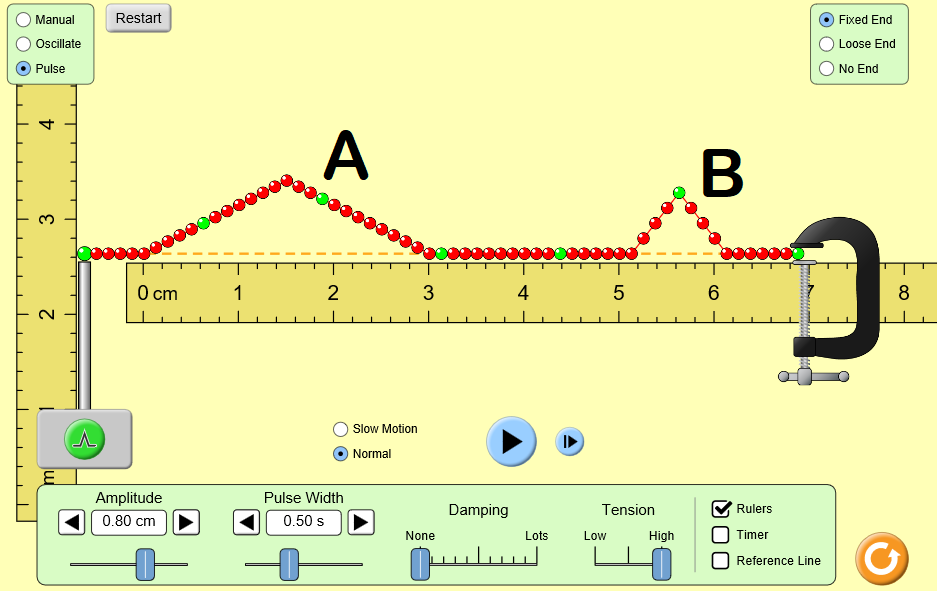 Manual
Oscillate
Pulse
Restart
Fixed End
Loose End
No End
4
3
2
A
B
0 cm 1 2 3 4 5 6 7 8
Slow Motion
Normal
Amplitude
0.80 cm
Pulse Width
0.50 s
Damping
None Lots
Tension
Low High
Rulers
Timer
Reference Line